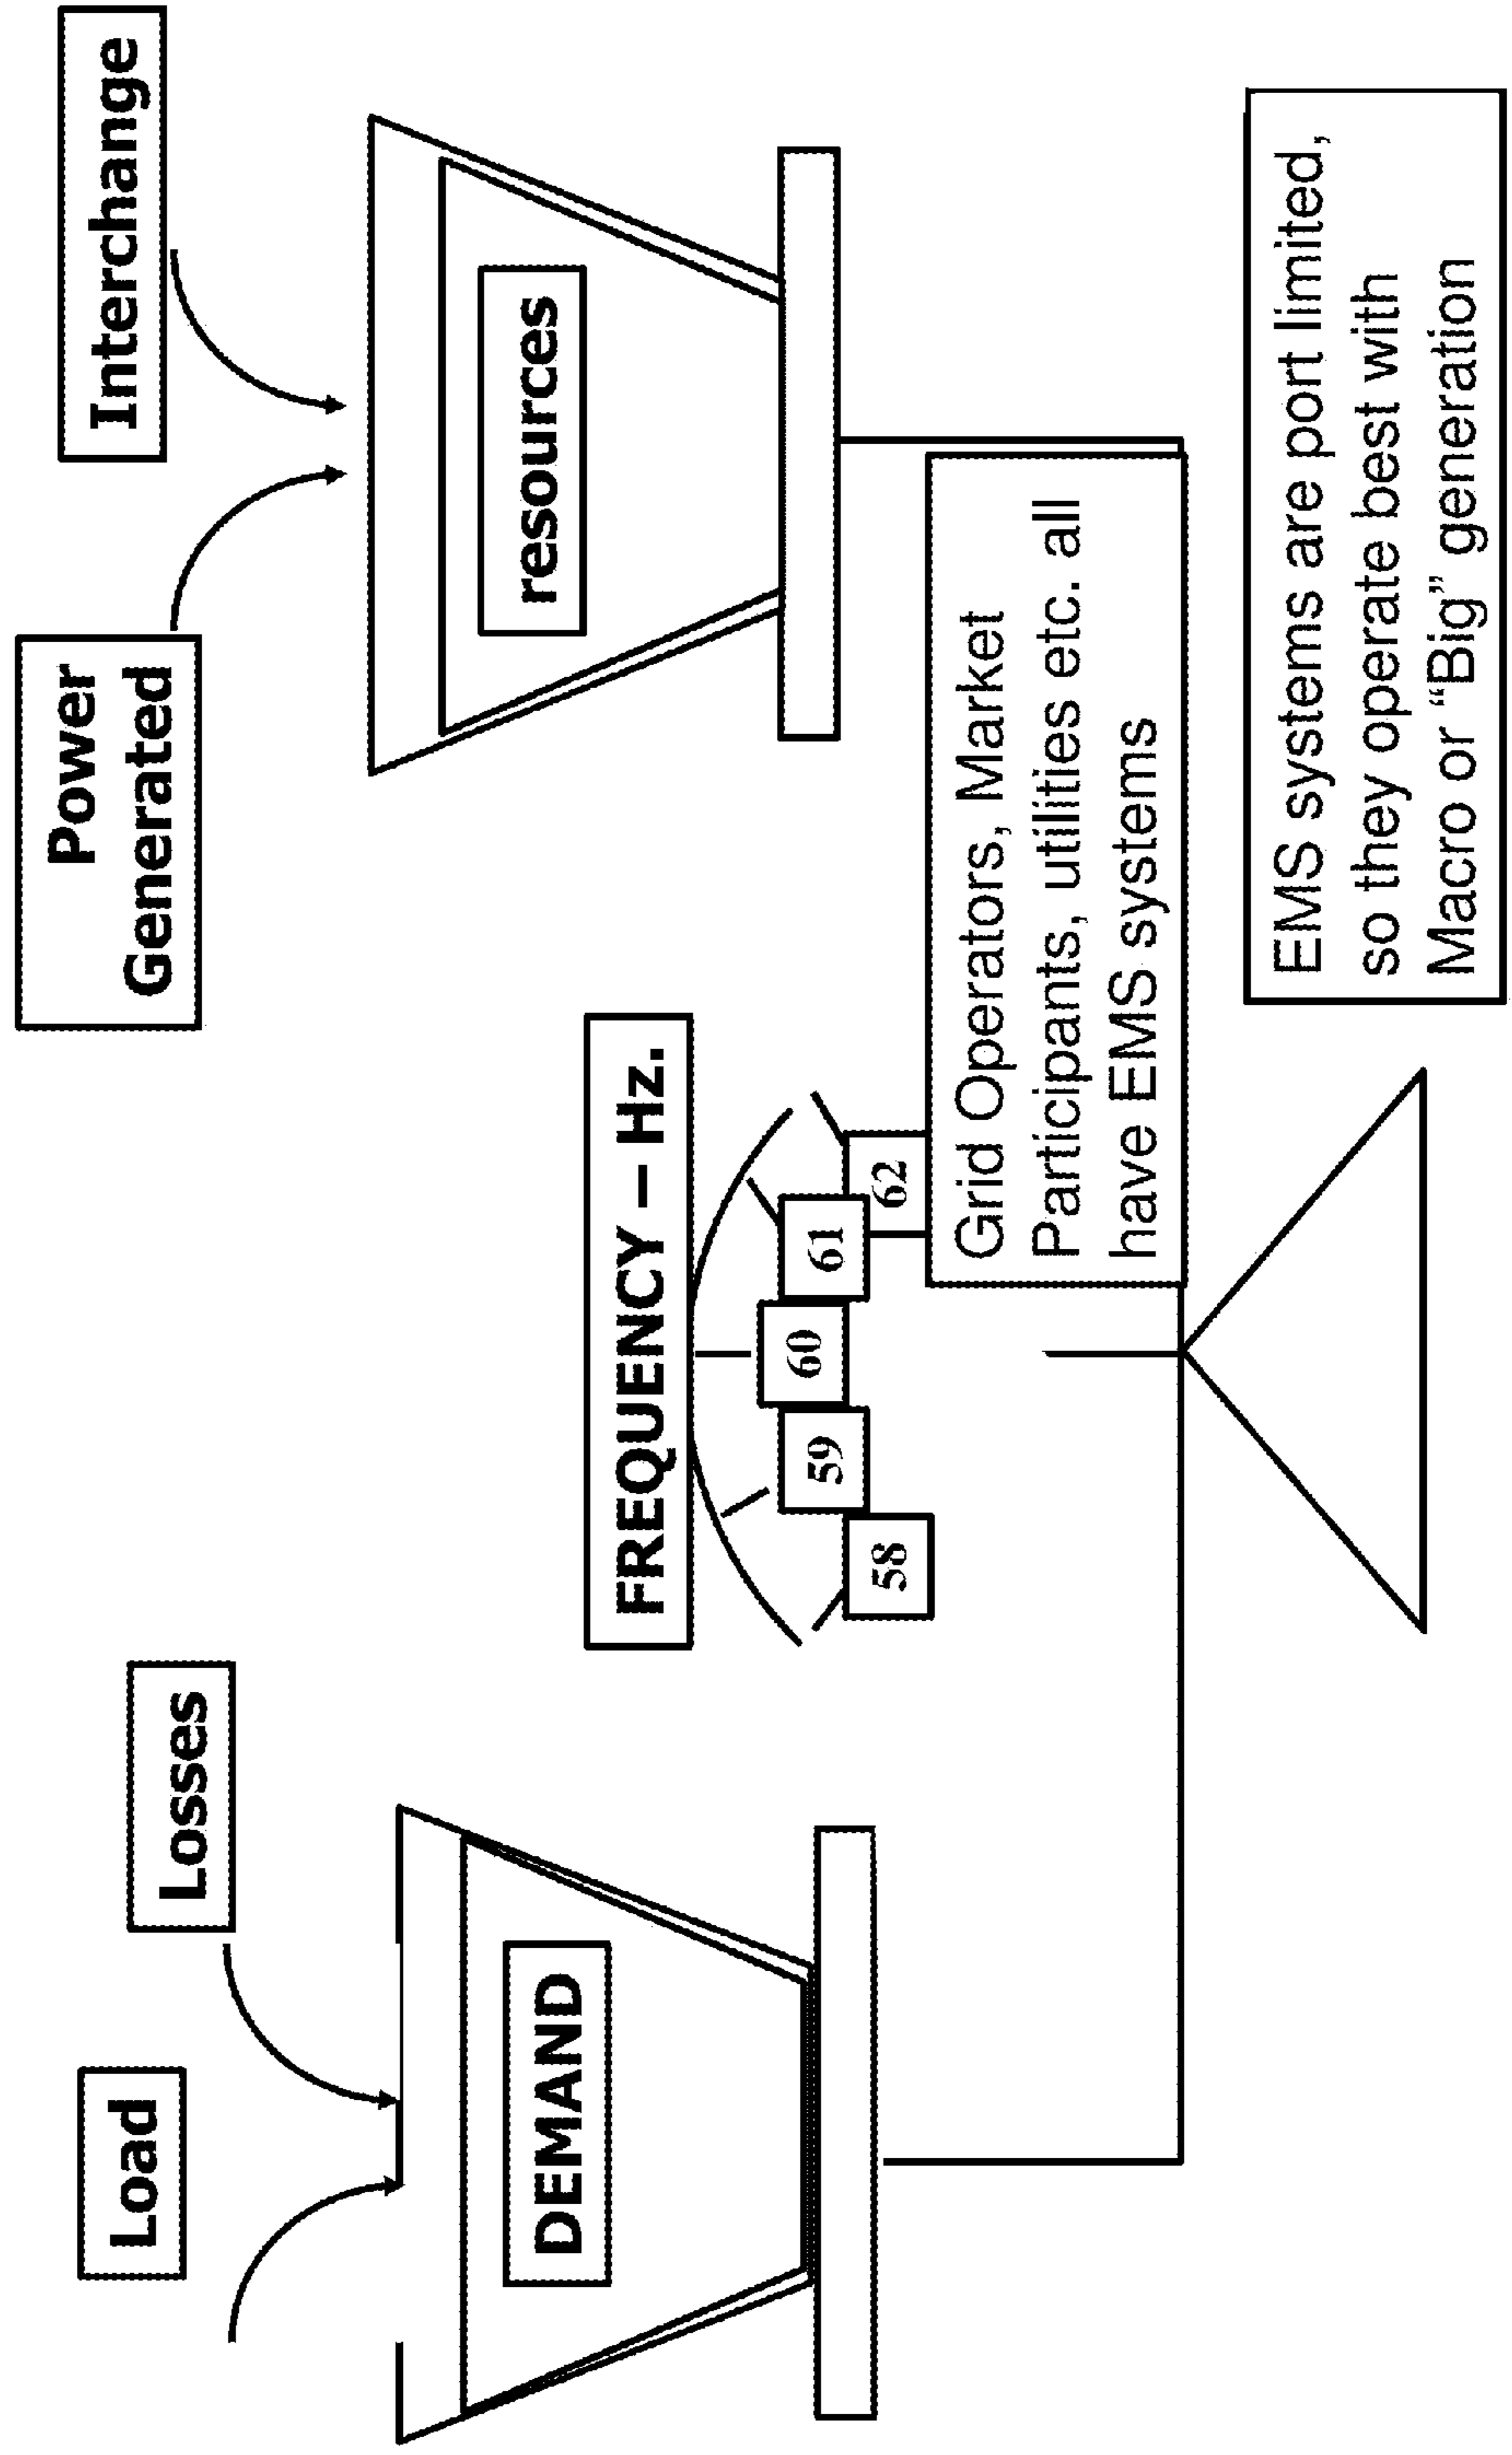 Load
Losses
DEMAND
FREQUENCY – Hz.
58
59
60
61
62
Power
Generated
Interchange
resources
Grid Operators, Market
Participants, utilities etc. all
have EMS systems
EMS systems are port limited,
so they operate best with
Macro or “Big” generation